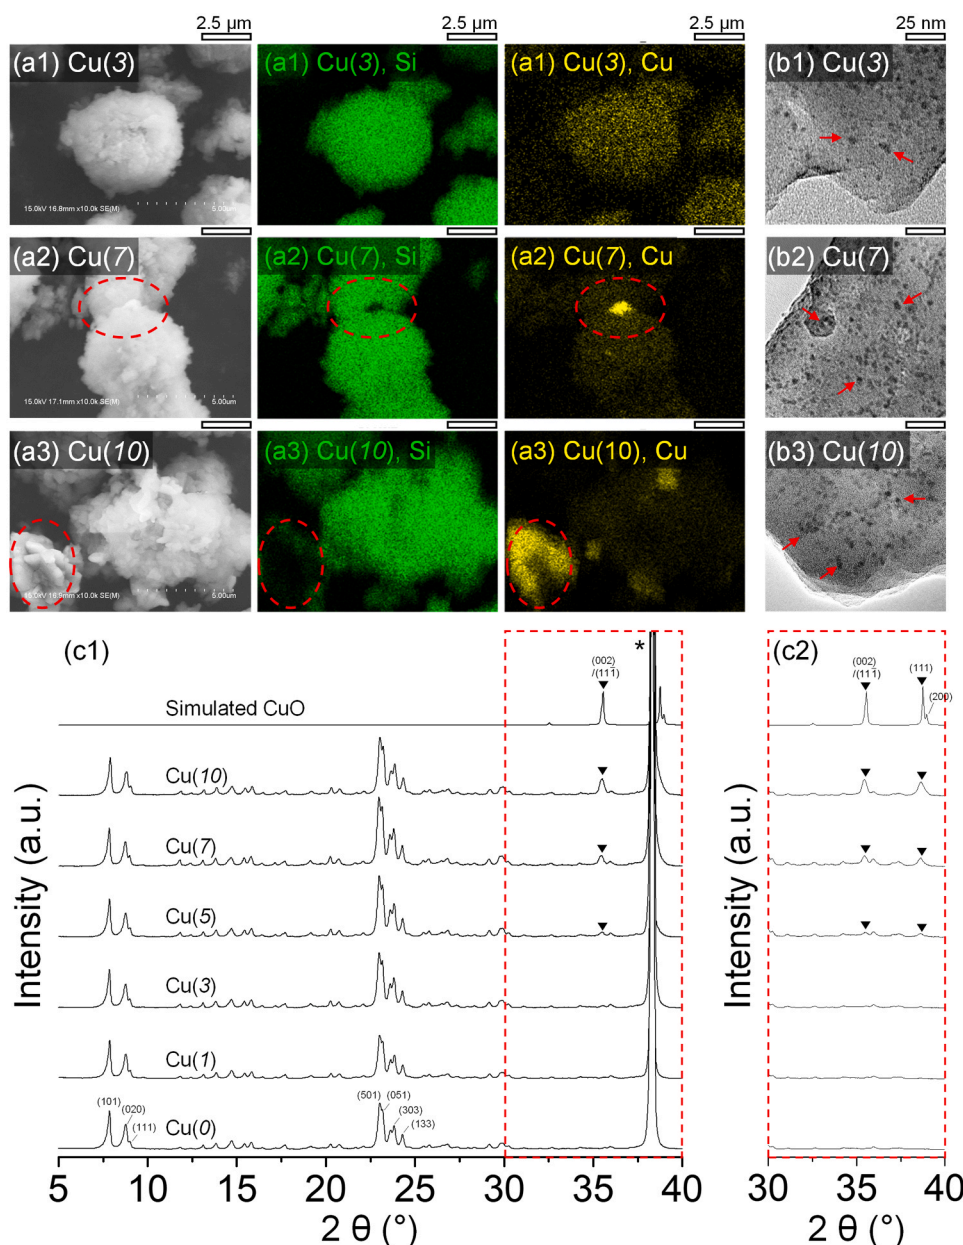 2.5 μm
2.5 μm
2.5 μm
25 nm
(a1) Cu(3)
(a1) Cu(3), Si
(a1) Cu(3), Cu
(b1) Cu(3)
15.0kV 16.8mm x10.0k SE(M)
5.00um
(a2) Cu(7)
(a2) Cu(7), Si
(a2) Cu(7), Cu
(b2) Cu(7)
15.0kV 17.1mm x10.0k SE(M)
5.00um
(a3) Cu(10)
(a3) Cu(10), Si
(a3) Cu(10), Cu
(b3) Cu(10)
15.0kV 16.9mm x10.0k SE(M)
5.00um
(c1)
*
(002)
/(111̅)
Simulated CuO
Cu(10)
Cu(7)
Cu(5)
Cu(3)
Cu(1)
Cu(0)
(101)
(020)
(111)
(501)
(051)
(303)
(133)
Intensity (a.u.)
5 10 15 20 25 30 35 40
2 θ (°)
(c2)
(002)
/(111̅)
(111)
(200)
Intensity (a.u.)
30 35 40
2 θ (°)